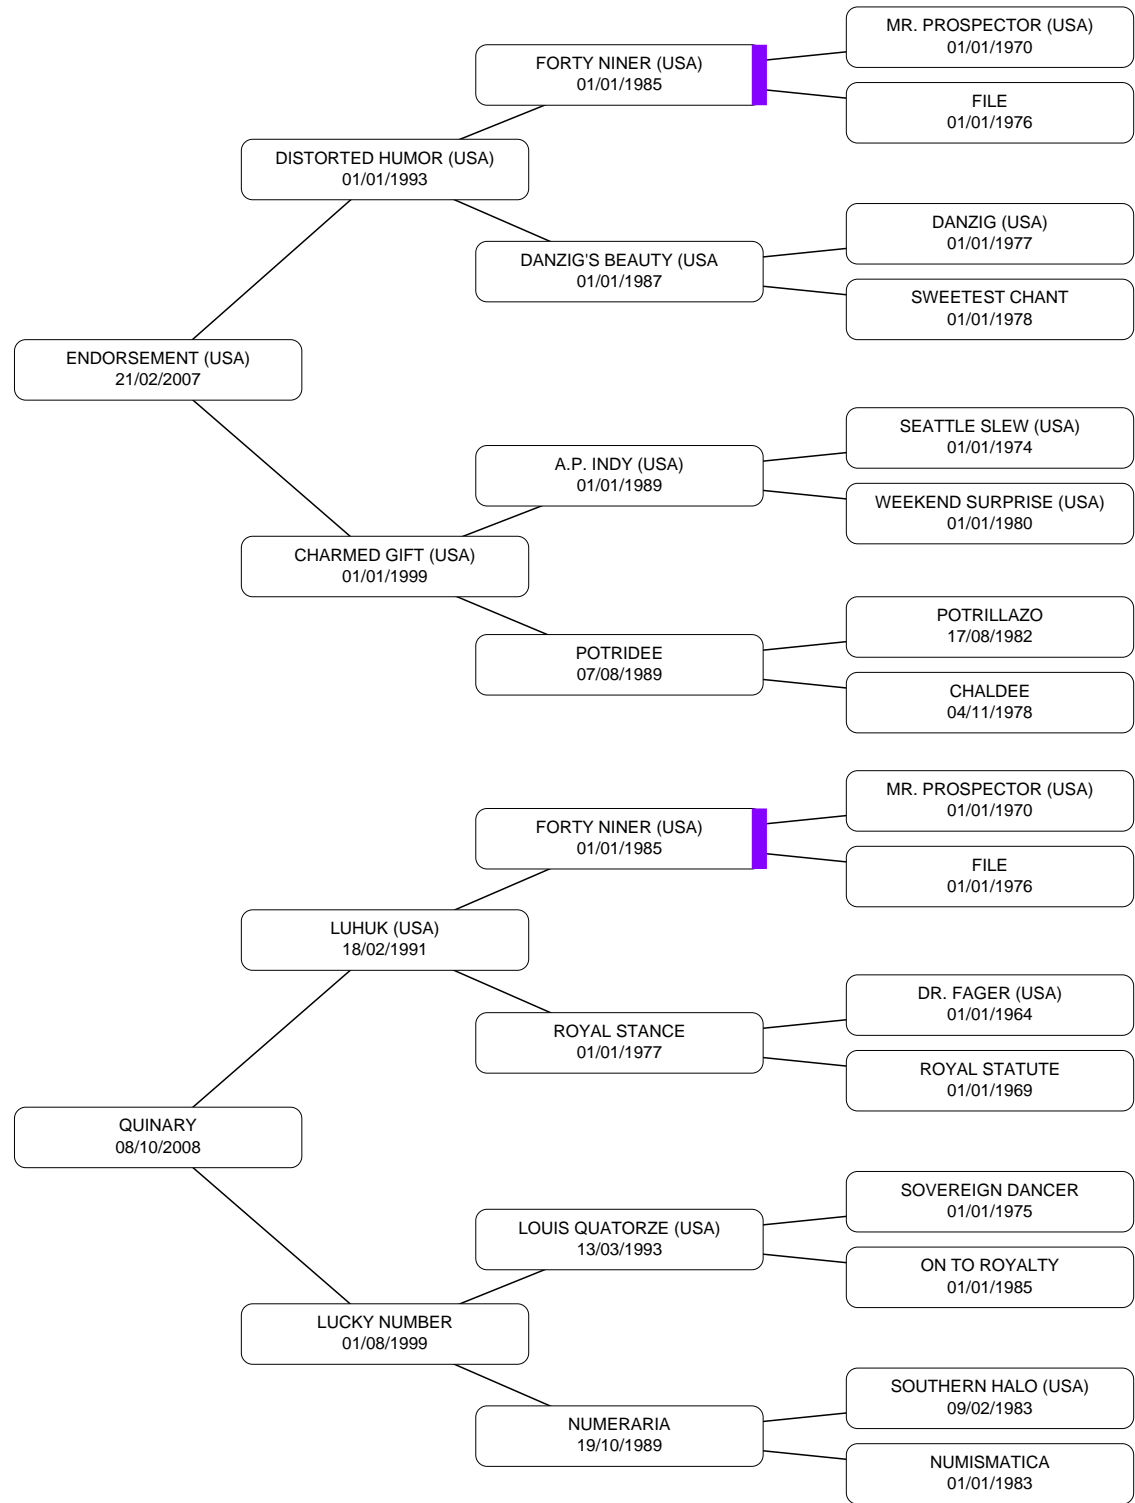 MR. PROSPECTOR (USA)
01/01/1970
FORTY NINER (USA)
01/01/1985
FILE
01/01/1976
DISTORTED HUMOR (USA)
01/01/1993
DANZIG (USA)
01/01/1977
DANZIG'S BEAUTY (USA
01/01/1987
SWEETEST CHANT
01/01/1978
ENDORSEMENT (USA)
21/02/2007
SEATTLE SLEW (USA)
01/01/1974
A.P. INDY (USA)
01/01/1989
WEEKEND SURPRISE (USA)
01/01/1980
CHARMED GIFT (USA)
01/01/1999
POTRILLAZO
17/08/1982
POTRIDEE
07/08/1989
CHALDEE
04/11/1978
MR. PROSPECTOR (USA)
01/01/1970
FORTY NINER (USA)
01/01/1985
FILE
01/01/1976
LUHUK (USA)
18/02/1991
DR. FAGER (USA)
01/01/1964
ROYAL STANCE
01/01/1977
ROYAL STATUTE
01/01/1969
QUINARY
08/10/2008
SOVEREIGN DANCER
01/01/1975
LOUIS QUATORZE (USA)
13/03/1993
ON TO ROYALTY
01/01/1985
LUCKY NUMBER
01/08/1999
SOUTHERN HALO (USA)
09/02/1983
NUMERARIA
19/10/1989
NUMISMATICA
01/01/1983